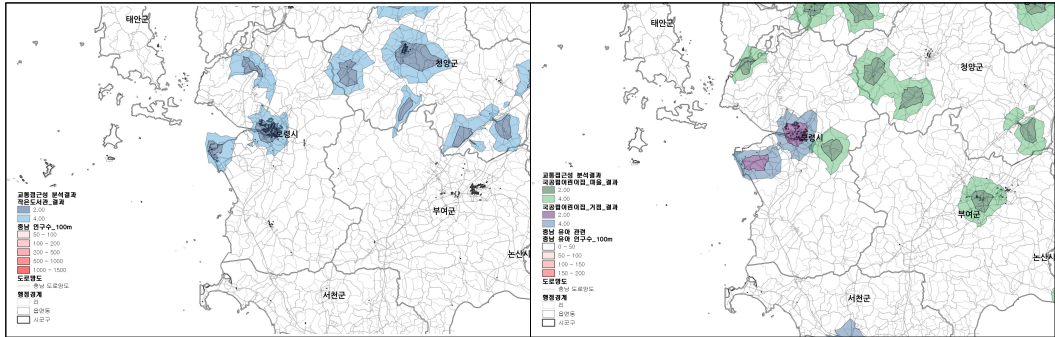 태안군
청양군
보령시
부여군
논산시
서천군
교통접근성 분석결과
작은도서관_결과
2.00
4.00
충남 인구수_100m
50 - 100
100 - 200
200 - 500
500 - 1000
1000 - 1500
도로망도
충남 도로망도
행정경계
리
읍면동
시군구
태안군
청양군
보령시
부여군
논산시
서천군
교통접근성 분석결과
국공립어린이집_마을_결과
2.00
4.00
국공립어린이집_거점_결과
2.00
4.00
충남 유아 관련
충남 유아 인구수_100m
0 - 50
50 - 100
100 - 150
150 - 200
도로망도
충남 도로망도
행정경계
리
읍면동
시군구